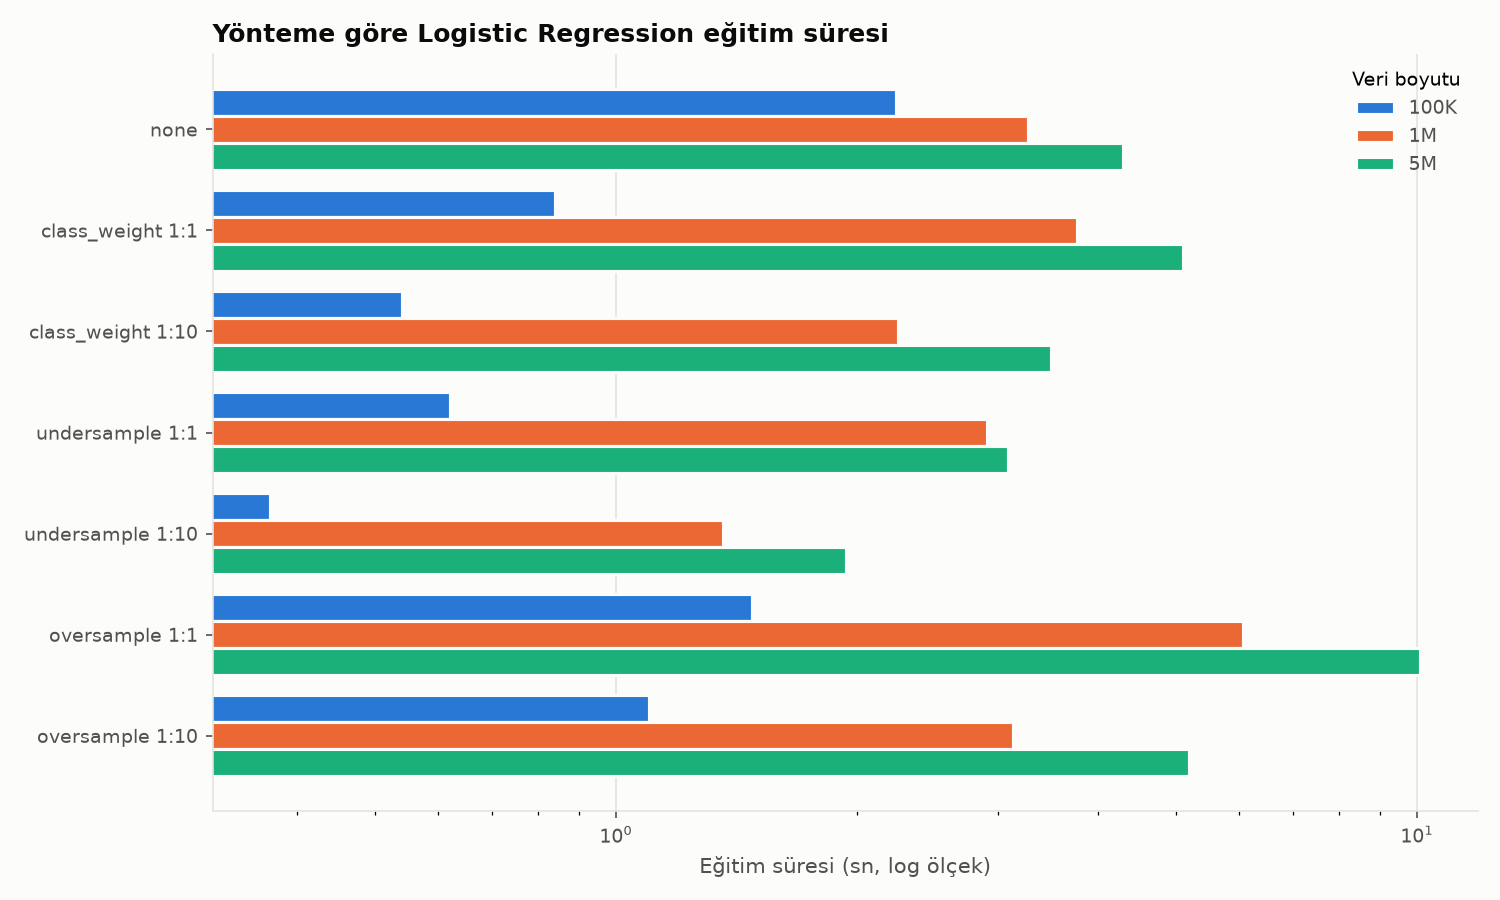 Yönteme göre Logistic Regression eğitim süresi
Veri boyutu
100K
1M
5M
none
class_weight 1:1
class_weight 1:10
undersample 1:1
undersample 1:10
oversample 1:1
oversample 1:10
10⁰ 10¹
Eğitim süresi (sn, log ölçek)